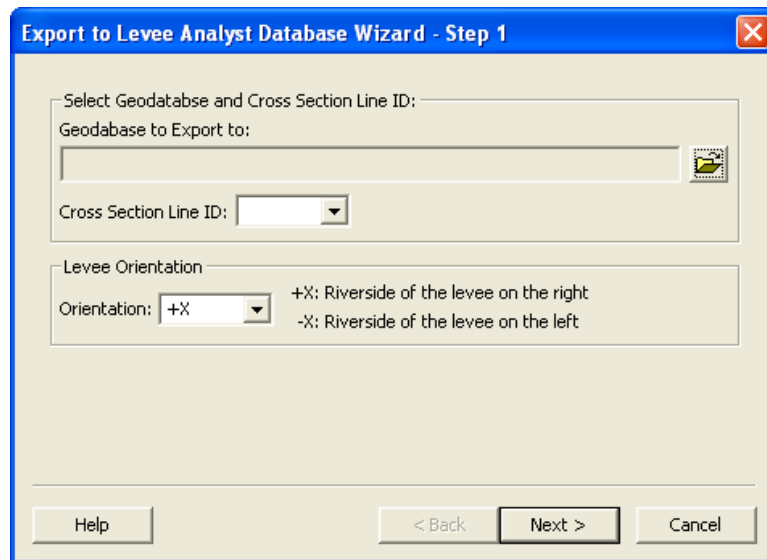 Export to Levee Analyst Database Wizard - Step 1
Select Geodatabse and Cross Section Line ID:
Geodabase to Export to:
Cross Section Line ID:
Levee Orientation
Orientation: +X
+X: Riverside of the levee on the right
-X: Riverside of the levee on the left
Help
< Back
Next >
Cancel